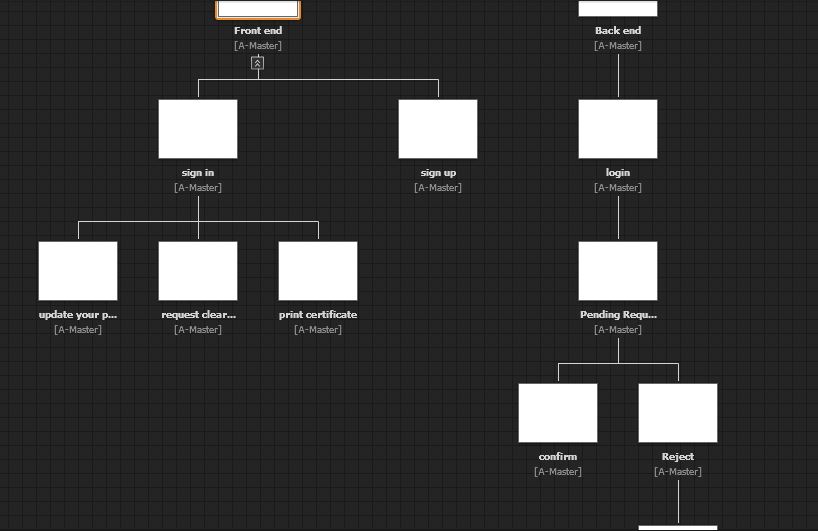 Front end
[A-Master]
Back end
[A-Master]
sign in
[A-Master]
sign up
[A-Master]
login
[A-Master]
update your p...
[A-Master]
request clear...
[A-Master]
print certificate
[A-Master]
Pending Requ...
[A-Master]
confirm
[A-Master]
Reject
[A-Master]